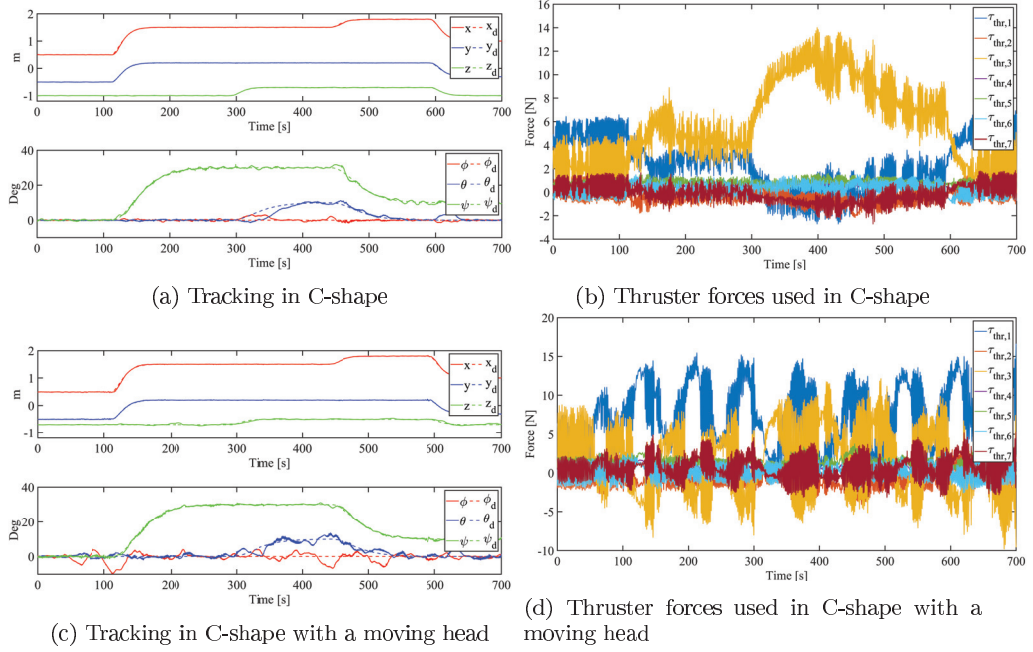 2
1
0
-1
m
x x_d
y y_d
z z_d
0 100 200 300 400 500 600 700
Time [s]
40
20
0
Deg
ϕ ϕ_d
θ θ_d
ψ ψ_d
0 100 200 300 400 500 600 700
Time [s]
(a) Tracking in C-shape
16
14
12
10
8
6
4
2
0
-2
-4
Force [N]
τ_thr,1
τ_thr,2
τ_thr,3
τ_thr,4
τ_thr,5
τ_thr,6
τ_thr,7
0 100 200 300 400 500 600 700
Time [s]
(b) Thruster forces used in C-shape
2
1
0
-1
m
x x_d
y y_d
z z_d
0 100 200 300 400 500 600 700
Time [s]
40
20
0
Deg
ϕ ϕ_d
θ θ_d
ψ ψ_d
0 100 200 300 400 500 600 700
Time [s]
(c) Tracking in C-shape with a moving head
20
15
10
5
0
-5
-10
Force [N]
τ_thr,1
τ_thr,2
τ_thr,3
τ_thr,4
τ_thr,5
τ_thr,6
τ_thr,7
0 100 200 300 400 500 600 700
Time [s]
(d) Thruster forces used in C-shape with a
moving head